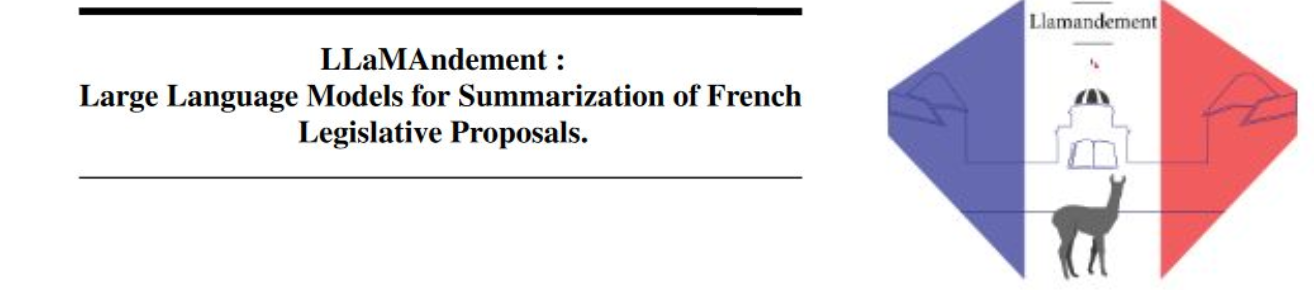 LLaMAndement :
Large Language Models for Summarization of French
Legislative Proposals.
Llamandement